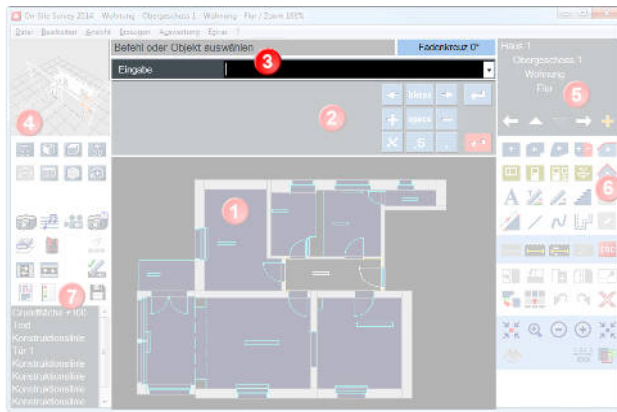 On Site Survey 2014 - Wohnung - Obergeschoss 1 - Wohnung - Flur / Zoom 100%
Datei Bearbeiten Ansicht Erzeugen Auswertung Extras ?
Befehl oder Objekt auswählen
Fadenkreuz 0°
Eingabe
3
Haus 1
Obergeschoss 1
Wohnung
Flur
5
4
2
.5
1
6
A
7
Grundfläche +100
Text
Konstruktionslinie
Tür 1
Konstruktionslinie
Konstruktionslinie
Konstruktionslinie
Konstruktionslinie